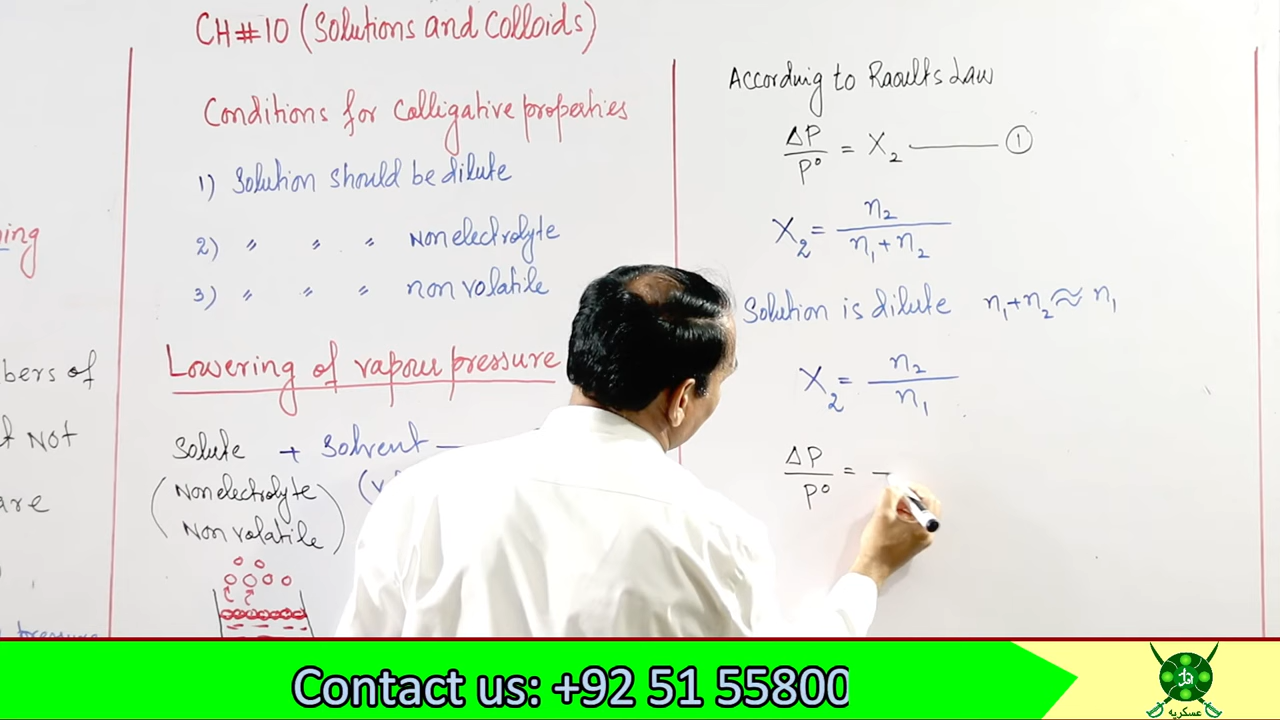 CH#10 (Solutions and Colloids)
Conditions for Colligative properties
1) Solution should be dilute
2) " " " Nonelectrolyte
3) " " " non volatile
Lowering of vapour pressure
Solute + Solvent
(Nonelectrolyte
Non volatile)
According to Raoults Law
ΔP/P° = X₂ ——— ①
X₂ = n₂/n₁+n₂
Solution is dilute n₁+n₂ ≈ n₁
X₂ = n₂/n₁
ΔP/P° =
bers of
Not
are
Contact us: +92 51 55800
عسکریہ